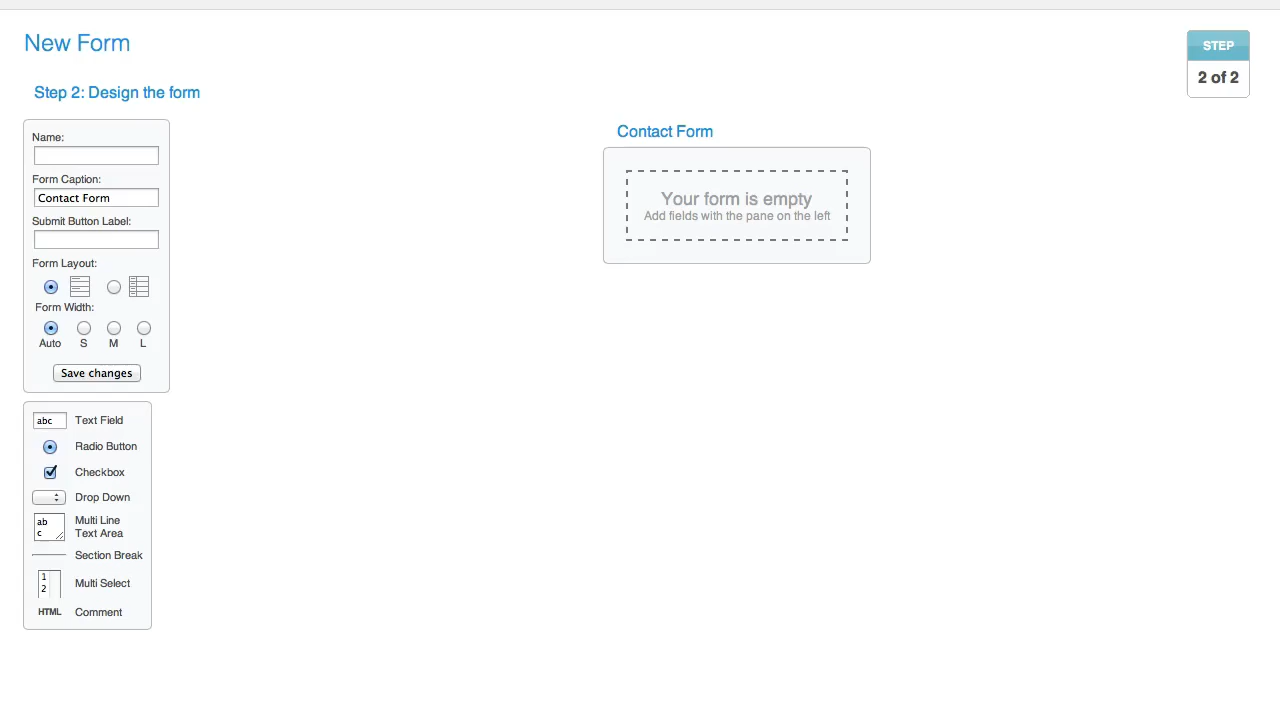 New Form
STEP
2 of 2
Step 2: Design the form
Name:
Form Caption:
Contact Form
Submit Button Label:
Form Layout:
Form Width:
Auto S M L
Save changes
abc Text Field
Radio Button
Checkbox
Drop Down
ab
c
Multi Line
Text Area
Section Break
1
2
Multi Select
HTML Comment
Contact Form
Your form is empty
Add fields with the pane on the left